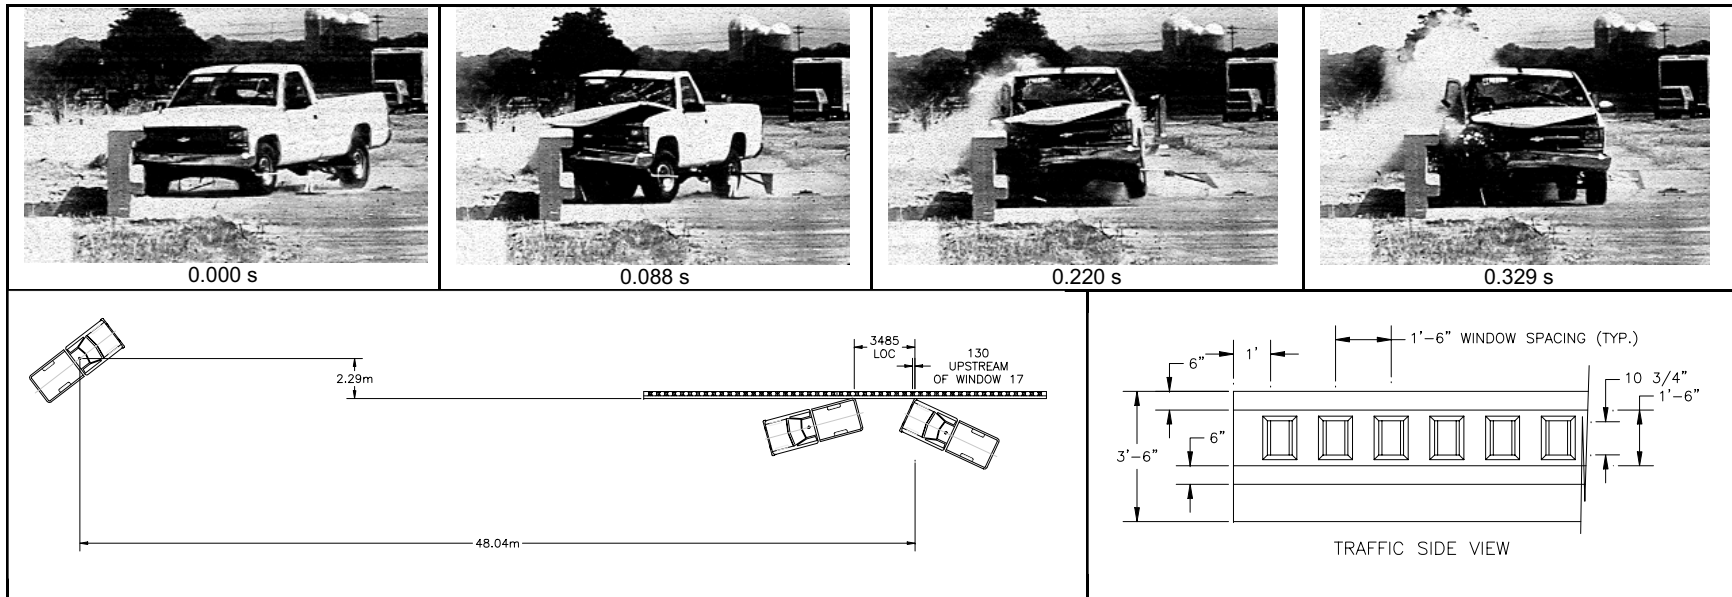 0.000 s
0.088 s
0.220 s
0.329 s
3485
LOC
130
UPSTREAM
OF WINDOW 17
2.29m
48.04m
1'-6" WINDOW SPACING (TYP.)
6"
1'
10 3/4"
1'-6"
6"
3'-6"
TRAFFIC SIDE VIEW